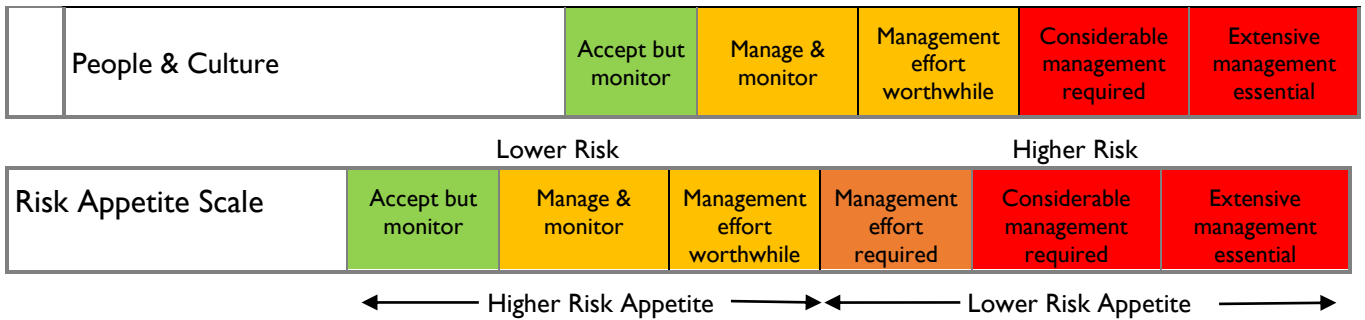 People & Culture
Accept but
monitor
Manage &
monitor
Management
effort
worthwhile
Considerable
management
required
Extensive
management
essential
Lower Risk
Higher Risk
Risk Appetite Scale
Accept but
monitor
Manage &
monitor
Management
effort
worthwhile
Management
effort
required
Considerable
management
required
Extensive
management
essential
Higher Risk Appetite
Lower Risk Appetite